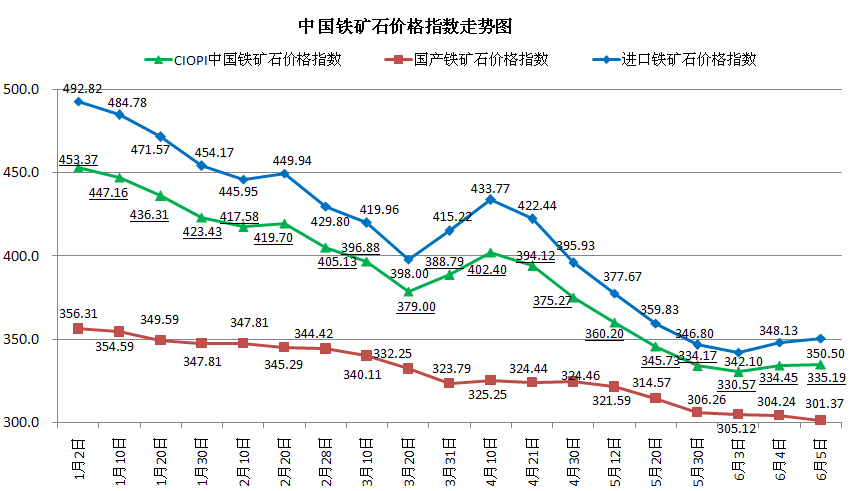 中国铁矿石价格指数走势图
CIOPI中国铁矿石价格指数 国产铁矿石价格指数 进口铁矿石价格指数
500.0
450.0
400.0
350.0
300.0
492.82 484.78 471.57 454.17 445.95 449.94 429.80 419.96 398.00 415.22 433.77 422.44 395.93 377.67 359.83 346.80 342.10 348.13 350.50
453.37 447.16 436.31 423.43 417.58 419.70 405.13 396.88 379.00 388.79 402.40 394.12 375.27 360.20 345.73 334.17 330.57 334.45 335.19
356.31 354.59 349.59 347.81 347.81 345.29 344.42 340.11 332.25 323.79 325.25 324.44 324.46 321.59 314.57 306.26 305.12 304.24 301.37
1月2日 1月10日 1月20日 1月30日 2月10日 2月20日 2月28日 3月10日 3月20日 3月31日 4月10日 4月21日 4月30日 5月12日 5月20日 5月30日 6月3日 6月4日 6月5日